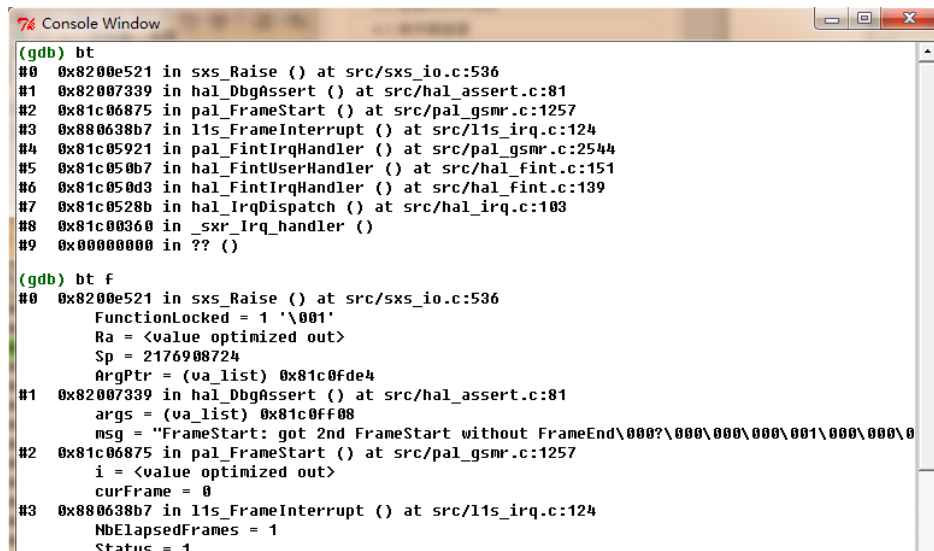 Console Window
(gdb) bt
#0 0x8200e521 in sxs_Raise () at src/sxs_io.c:536
#1 0x82007339 in hal_DbgAssert () at src/hal_assert.c:81
#2 0x81c06875 in pal_FrameStart () at src/pal_gsmr.c:1257
#3 0x880638b7 in l1s_FrameInterrupt () at src/l1s_irq.c:124
#4 0x81c05921 in pal_FintIrqHandler () at src/pal_gsmr.c:2544
#5 0x81c050b7 in hal_FintUserHandler () at src/hal_fint.c:151
#6 0x81c050d3 in hal_FintIrqHandler () at src/hal_fint.c:139
#7 0x81c0528b in hal_IrqDispatch () at src/hal_irq.c:103
#8 0x81c00360 in _sxr_Irq_handler ()
#9 0x00000000 in ?? ()
(gdb) bt f
#0 0x8200e521 in sxs_Raise () at src/sxs_io.c:536
FunctionLocked = 1 '\001'
Ra = <value optimized out>
Sp = 2176908724
ArgPtr = (va_list) 0x81c0fde4
#1 0x82007339 in hal_DbgAssert () at src/hal_assert.c:81
args = (va_list) 0x81c0ff08
msg = "FrameStart: got 2nd FrameStart without FrameEnd\000?\000\000\000\001\000\000\0
#2 0x81c06875 in pal_FrameStart () at src/pal_gsmr.c:1257
i = <value optimized out>
curFrame = 0
#3 0x880638b7 in l1s_FrameInterrupt () at src/l1s_irq.c:124
NbElapsedFrames = 1
Status = 1